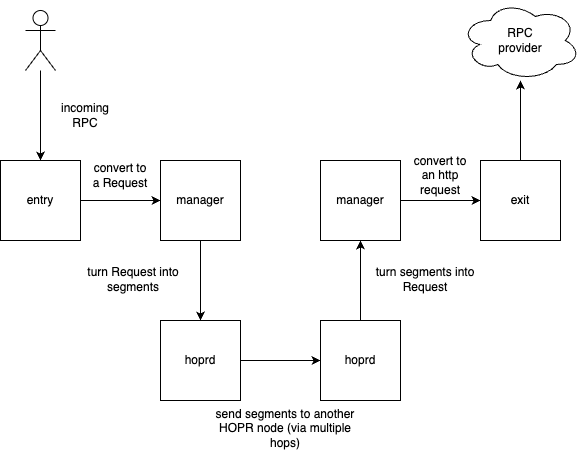 RPC
provider
incoming
RPC
convert to
a Request
convert to
an http
request
entry
manager
manager
exit
turn Request into
segments
turn segments into
Request
hoprd
hoprd
send segments to another
HOPR node (via multiple
hops)